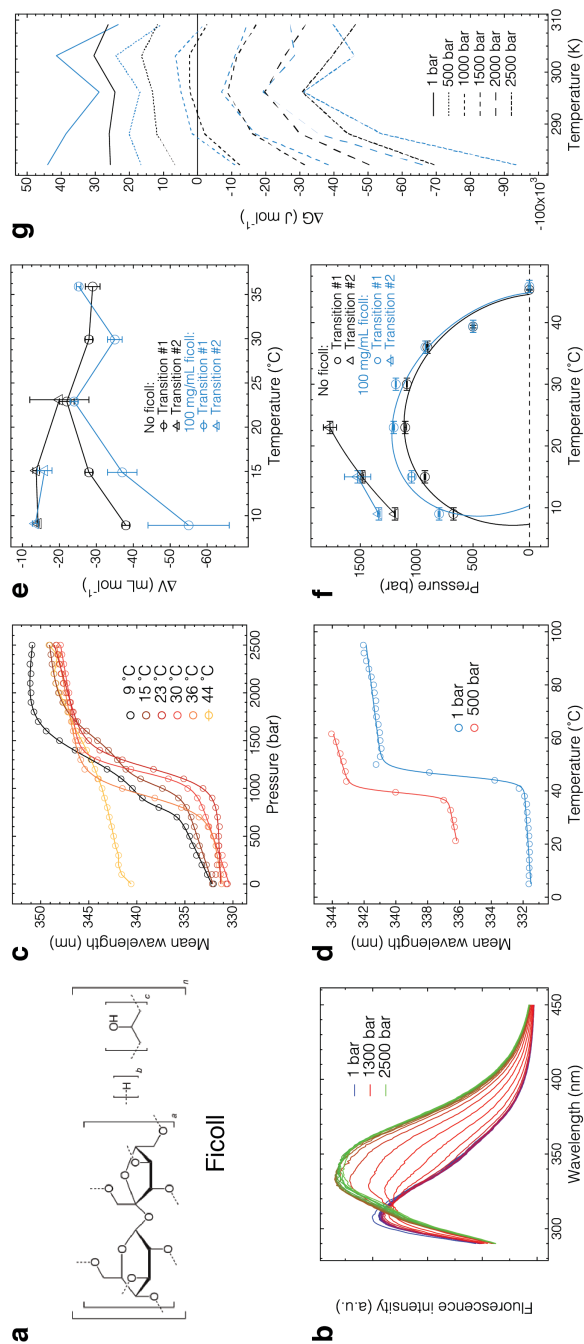 a
a
b
c
n
H
OH
Ficoll
b
Fluorescence intensity (a.u.)
1 bar
1300 bar
2500 bar
300 350 400 450
Wavelength (nm)
c
Mean wavelength (nm)
350
345
340
335
330
9 °C
15 °C
23 °C
30 °C
36 °C
44 °C
0 500 1000 1500 2000 2500
Pressure (bar)
d
Mean wavelength (nm)
344
342
340
338
336
334
332
1 bar
500 bar
0 20 40 60 80 100
Temperature (°C)
e
ΔV (mL mol⁻¹)
-10
-20
-30
-40
-50
-60
No ficoll:
Transition #1
Transition #2
100 mg/mL ficoll:
Transition #1
Transition #2
10 15 20 25 30 35
Temperature (°C)
f
Pressure (bar)
1500
1000
500
0
No ficoll:
Transition #1
Transition #2
100 mg/mL ficoll:
Transition #1
Transition #2
10 20 30 40
Temperature (°C)
g
ΔG (J mol⁻¹)
50
40
30
20
10
0
-10
-20
-30
-40
-50
-60
-70
-80
-90
-100x10³
1 bar
500 bar
1000 bar
1500 bar
2000 bar
2500 bar
290 300 310
Temperature (K)